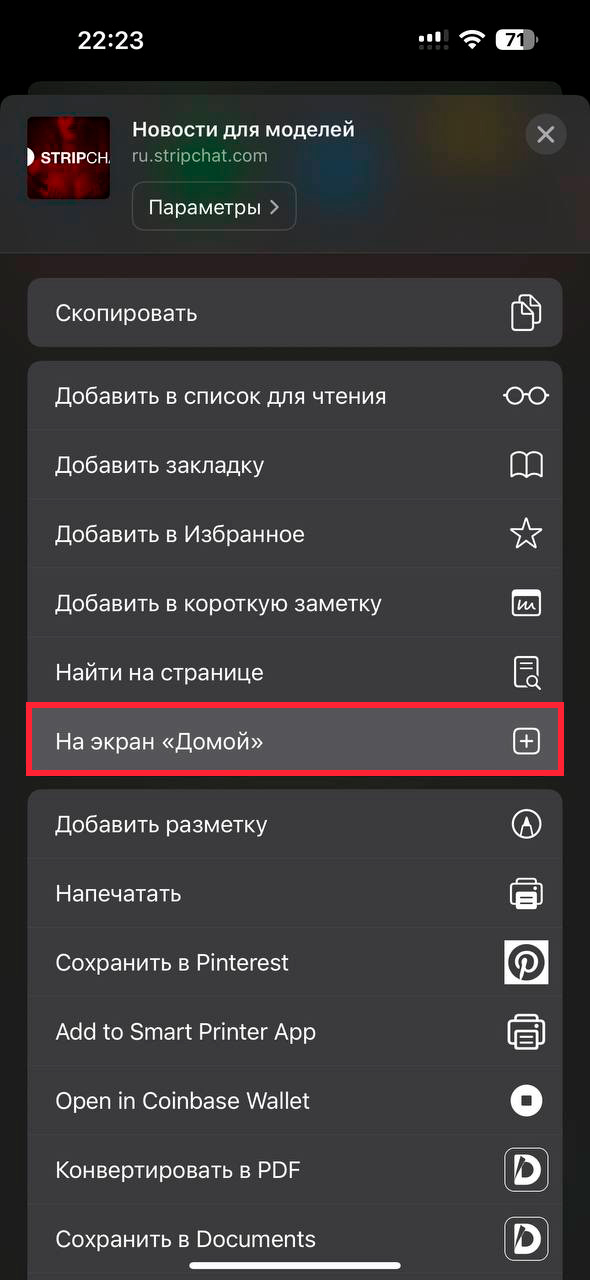 22:23
71
Новости для моделей
STRIPCHA
ru.stripchat.com
Параметры
Скопировать
Добавить в список для чтения
Добавить закладку
Добавить в Избранное
Добавить в короткую заметку
Найти на странице
На экран «Домой»
Добавить разметку
Напечатать
Сохранить в Pinterest
Add to Smart Printer App
Open in Coinbase Wallet
Конвертировать в PDF
Сохранить в Documents